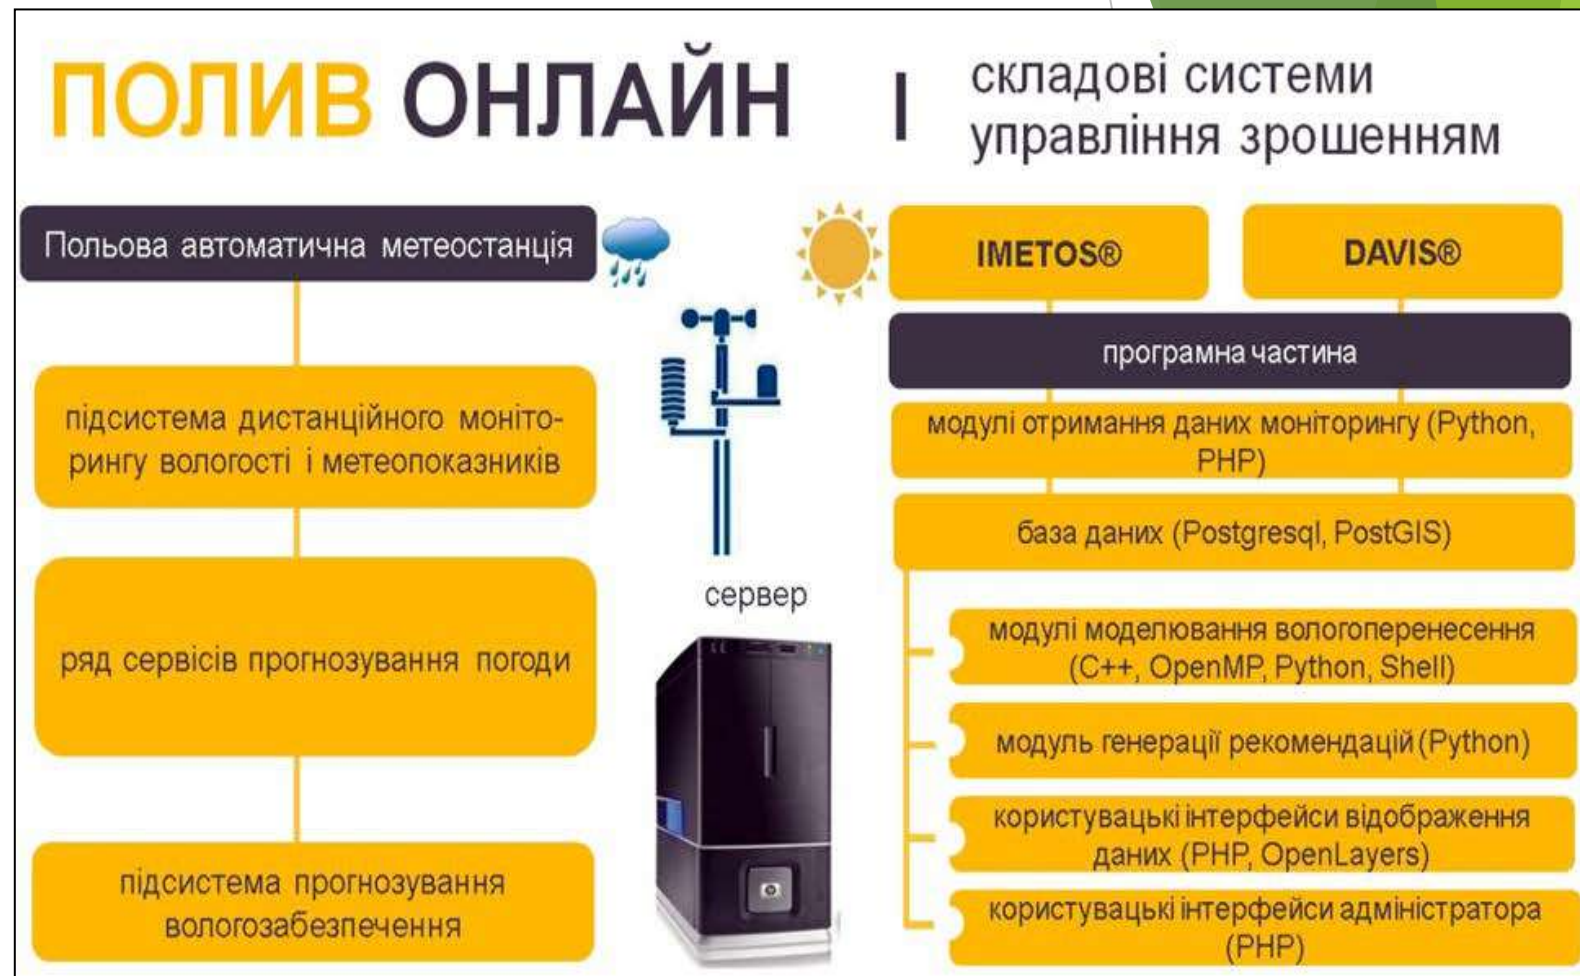 ПОЛИВ ОНЛАЙН
складові системи
управління зрошенням
Польова автоматична метеостанція
підсистема дистанційного моніто-
рингу вологості і метеопоказників
ряд сервісів прогнозування погоди
підсистема прогнозування
вологозабезпечення
сервер
IMETOS®
DAVIS®
програмна частина
модулі отримання даних моніторингу (Python,
PHP)
база даних (Postgresql, PostGIS)
модулі моделювання вологоперенесення
(C++, OpenMP, Python, Shell)
модуль генерації рекомендацій (Python)
користувацькі інтерфейси відображення
даних (PHP, OpenLayers)
користувацькі інтерфейси адміністратора
(PHP)